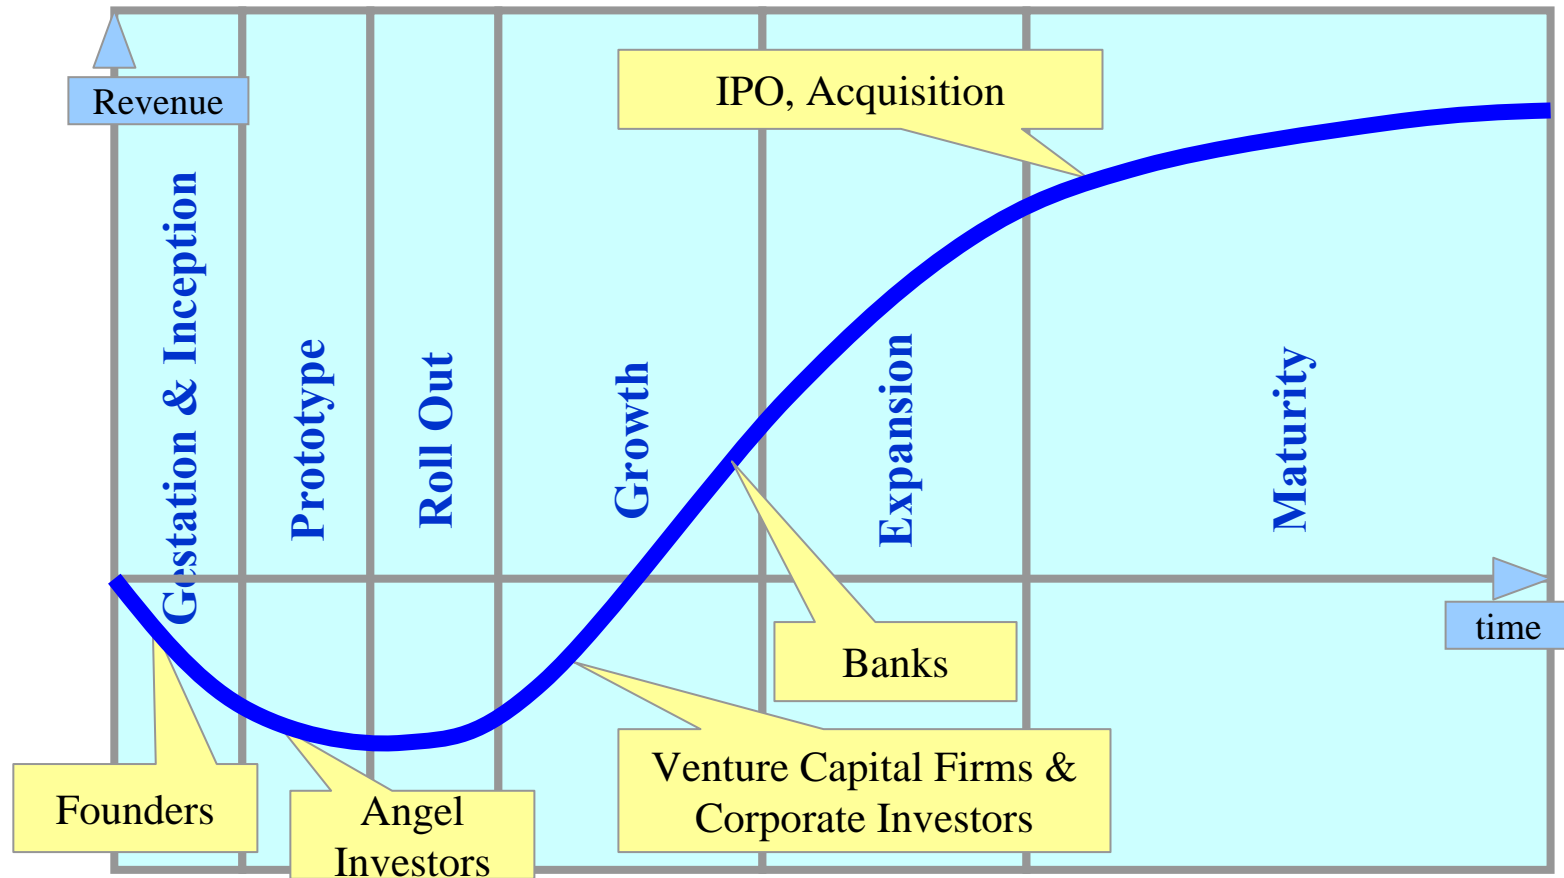 IPO, Acquisition
Revenue
Gestation & Inception
Prototype
Roll Out
Growth
Expansion
Maturity
time
Banks
Venture Capital Firms &
Corporate Investors
Founders
Angel
Investors